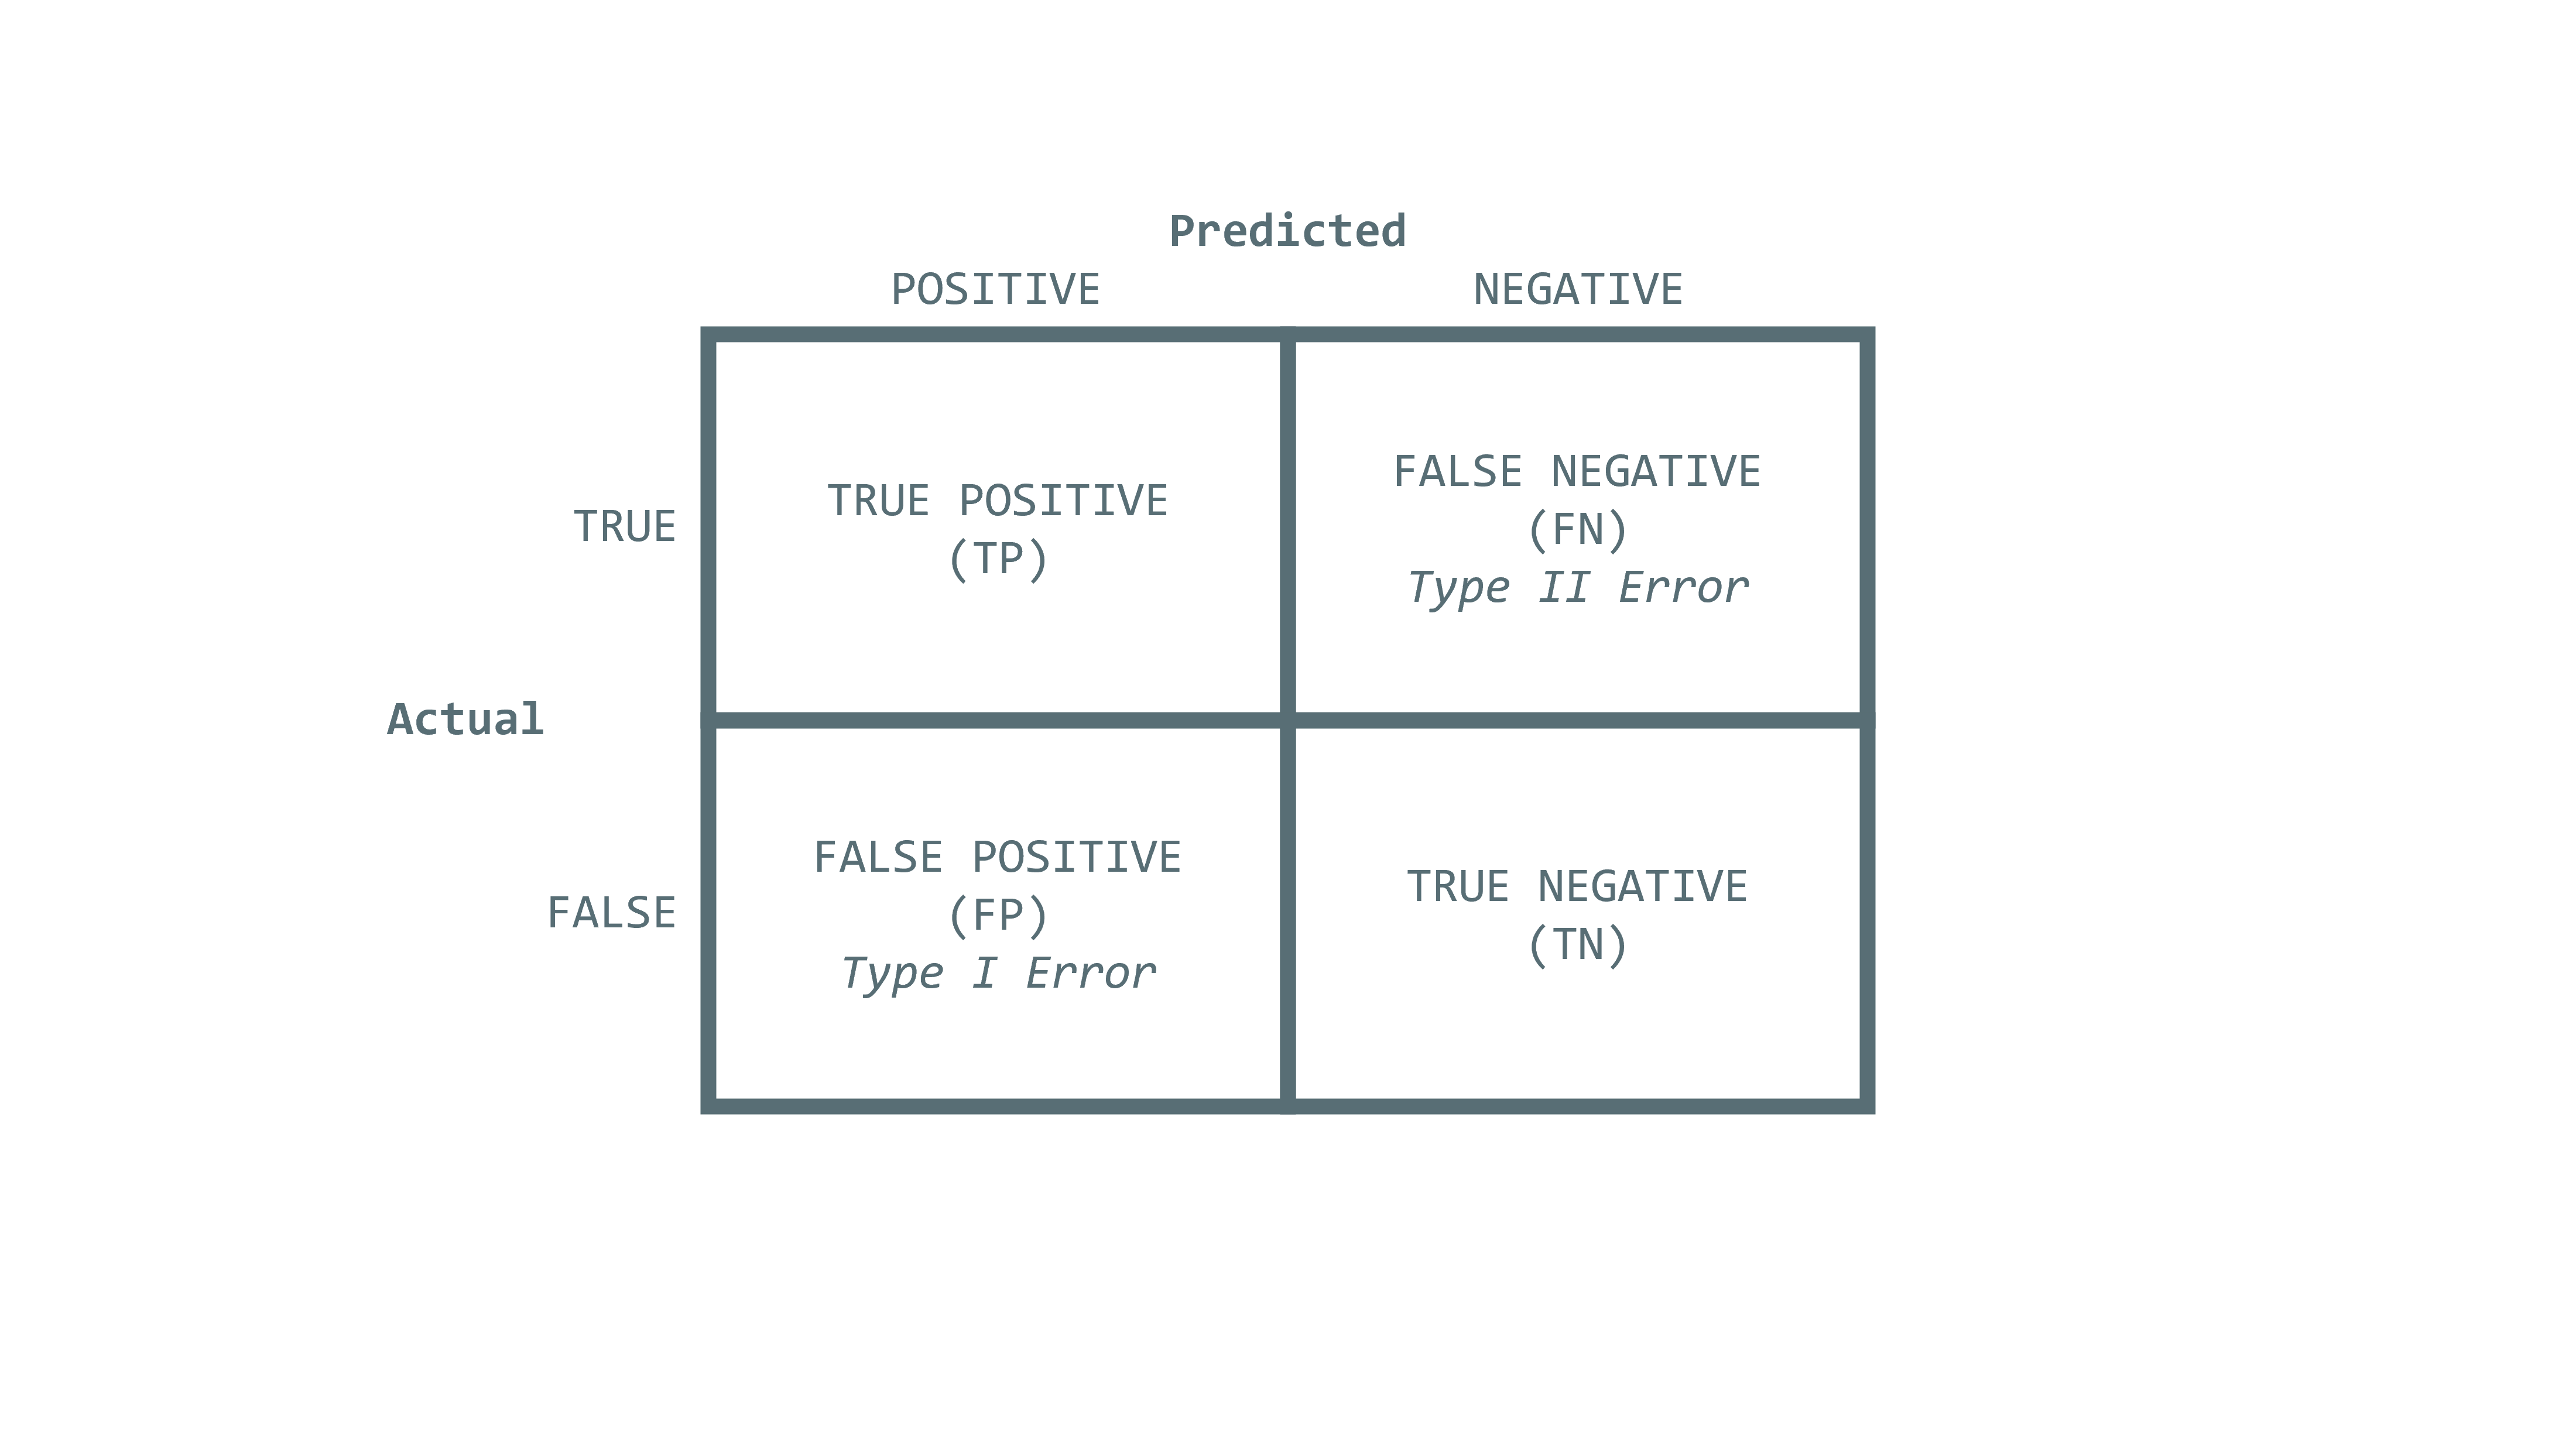 Predicted
POSITIVE NEGATIVE
TRUE
TRUE POSITIVE
(TP)
FALSE NEGATIVE
(FN)
Type II Error
Actual
FALSE
FALSE POSITIVE
(FP)
Type I Error
TRUE NEGATIVE
(TN)